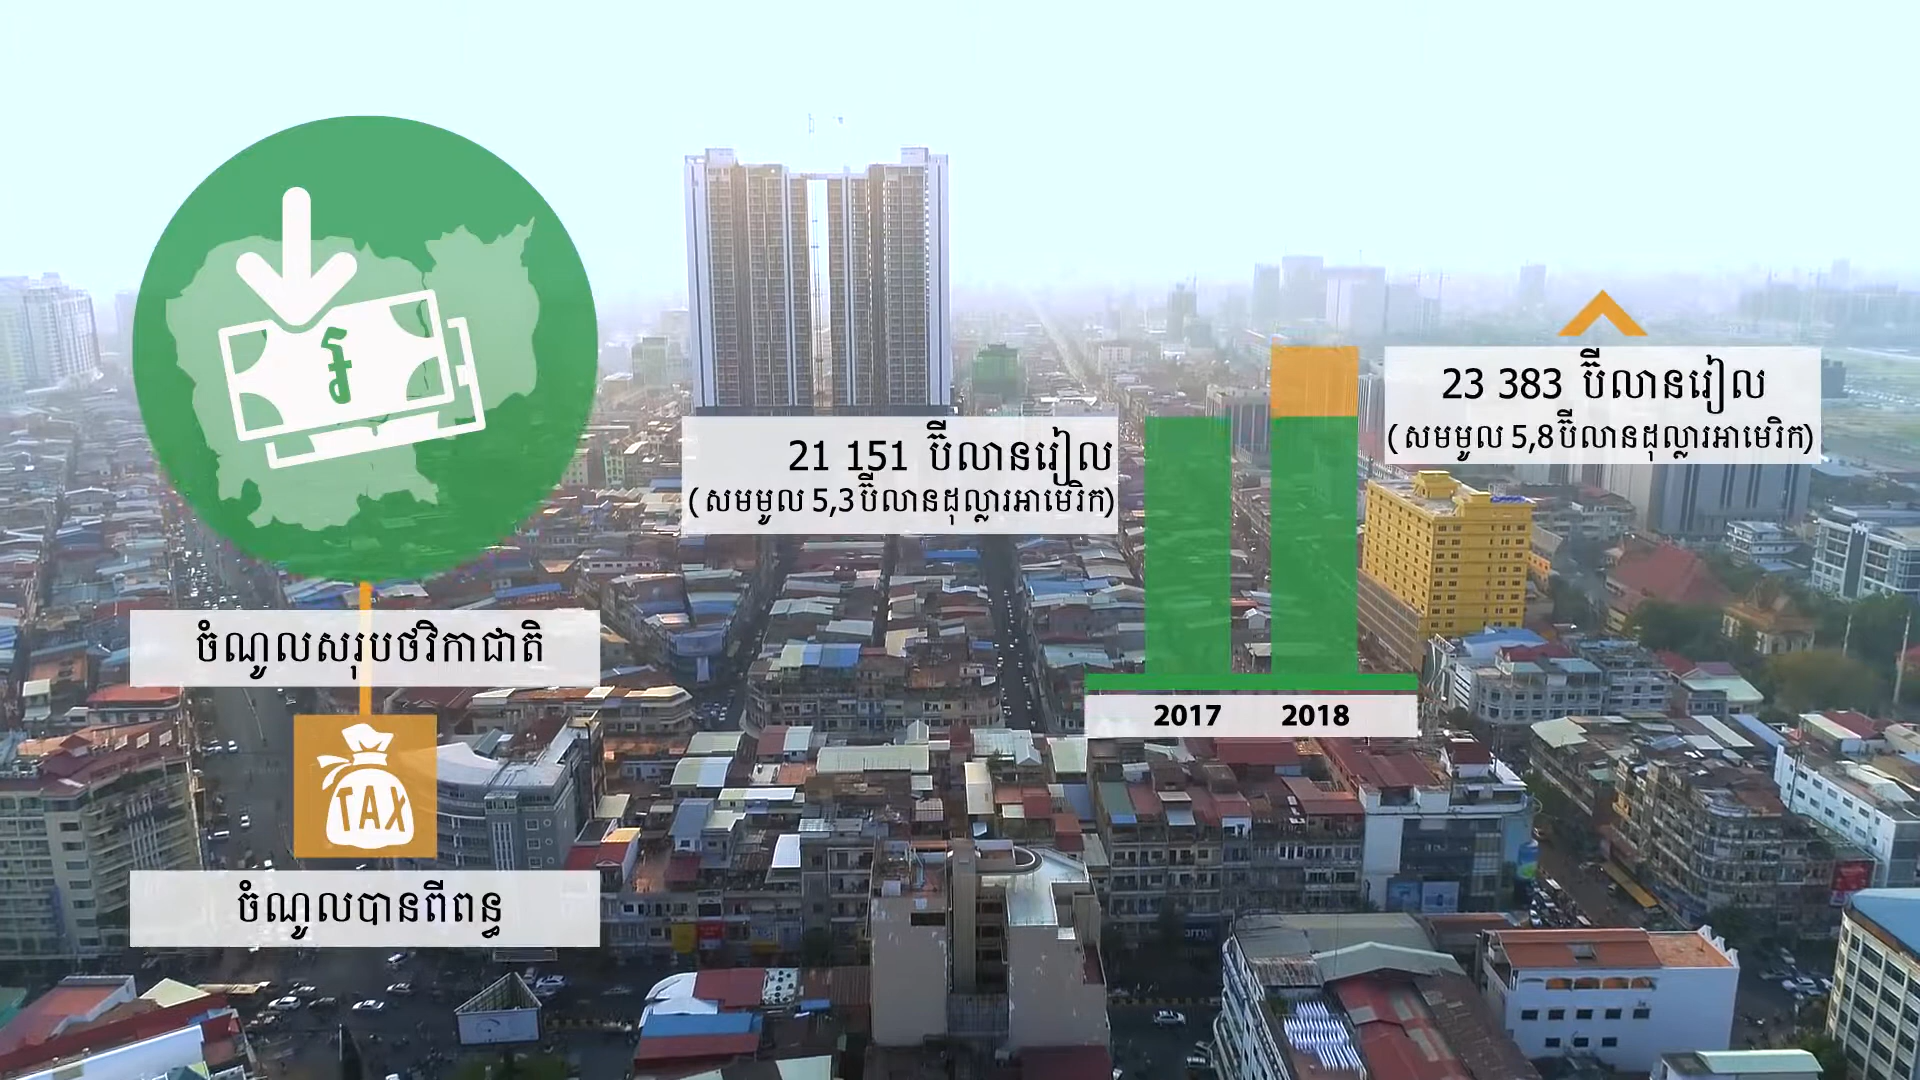 ៛
ចំណូលសរុបថវិកាជាតិ
TAX
ចំណូលបានពីពន្ធ
21 151 ប៊ីលានរៀល
( សមមូល 5,3ប៊ីលានដុល្លារអាមេរិក)
23 383 ប៊ីលានរៀល
( សមមូល 5,8ប៊ីលានដុល្លារអាមេរិក)
2017 2018